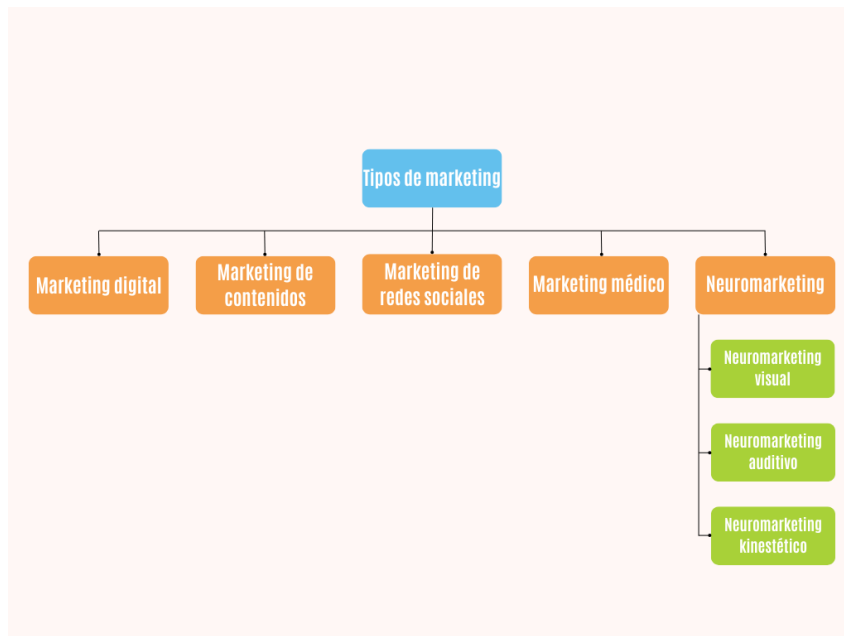 Tipos de marketing
Marketing digital
Marketing de
contenidos
Marketing de
redes sociales
Marketing médico
Neuromarketing
Neuromarketing
visual
Neuromarketing
auditivo
Neuromarketing
kinestético